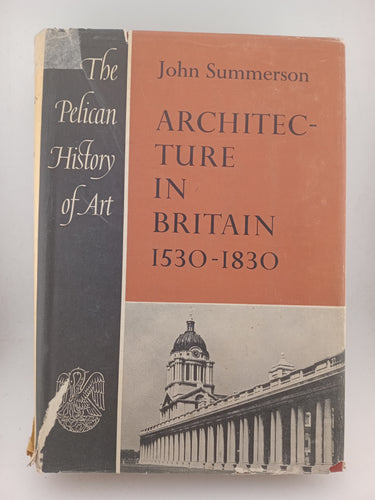 The
Pelican
History
of Art
John Summerson
ARCHITEC-
TURE
IN
BRITAIN
1530-1830